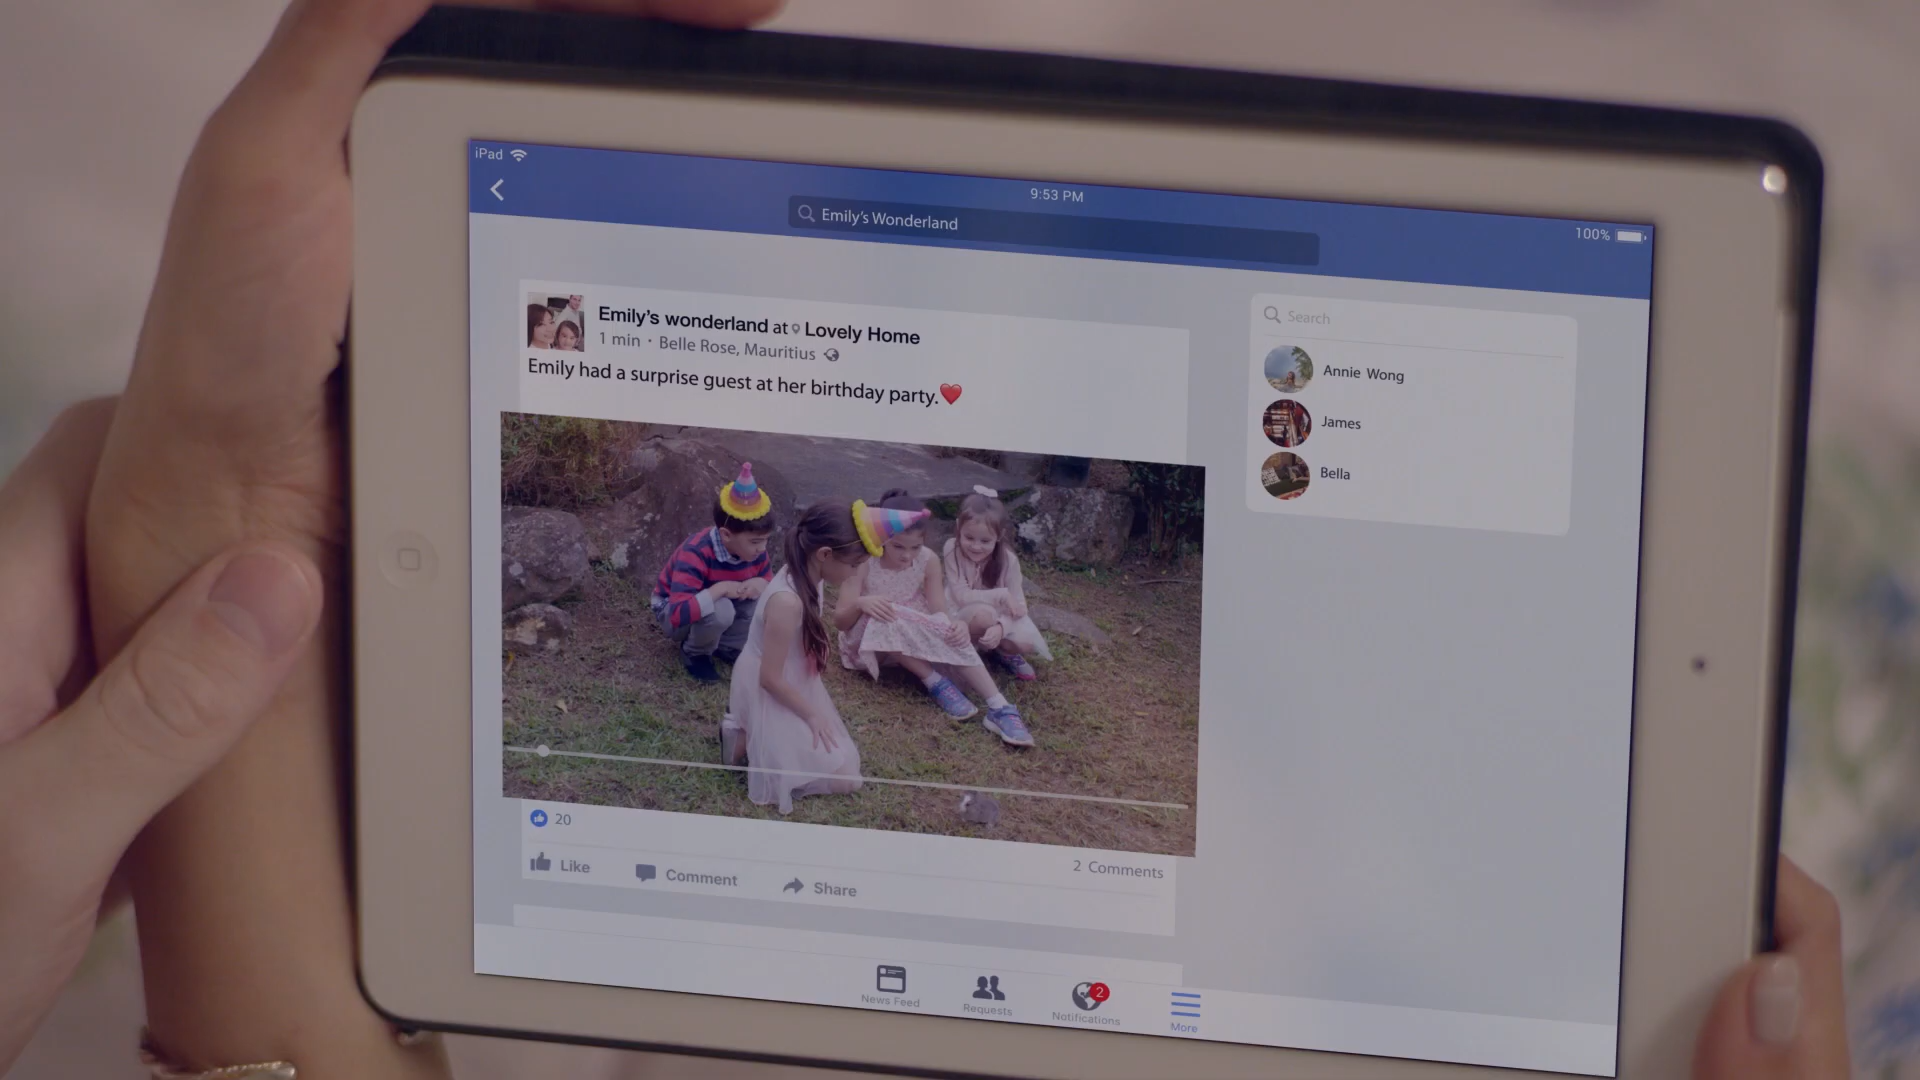 iPad
9:53 PM
100%
Emily's Wonderland
Emily's wonderland at Lovely Home
1 min · Belle Rose, Mauritius
Emily had a surprise guest at her birthday party.❤️
Search
Annie Wong
James
Bella
20
2 Comments
Like
Comment
Share
News Feed
Requests
2
Notifications
More